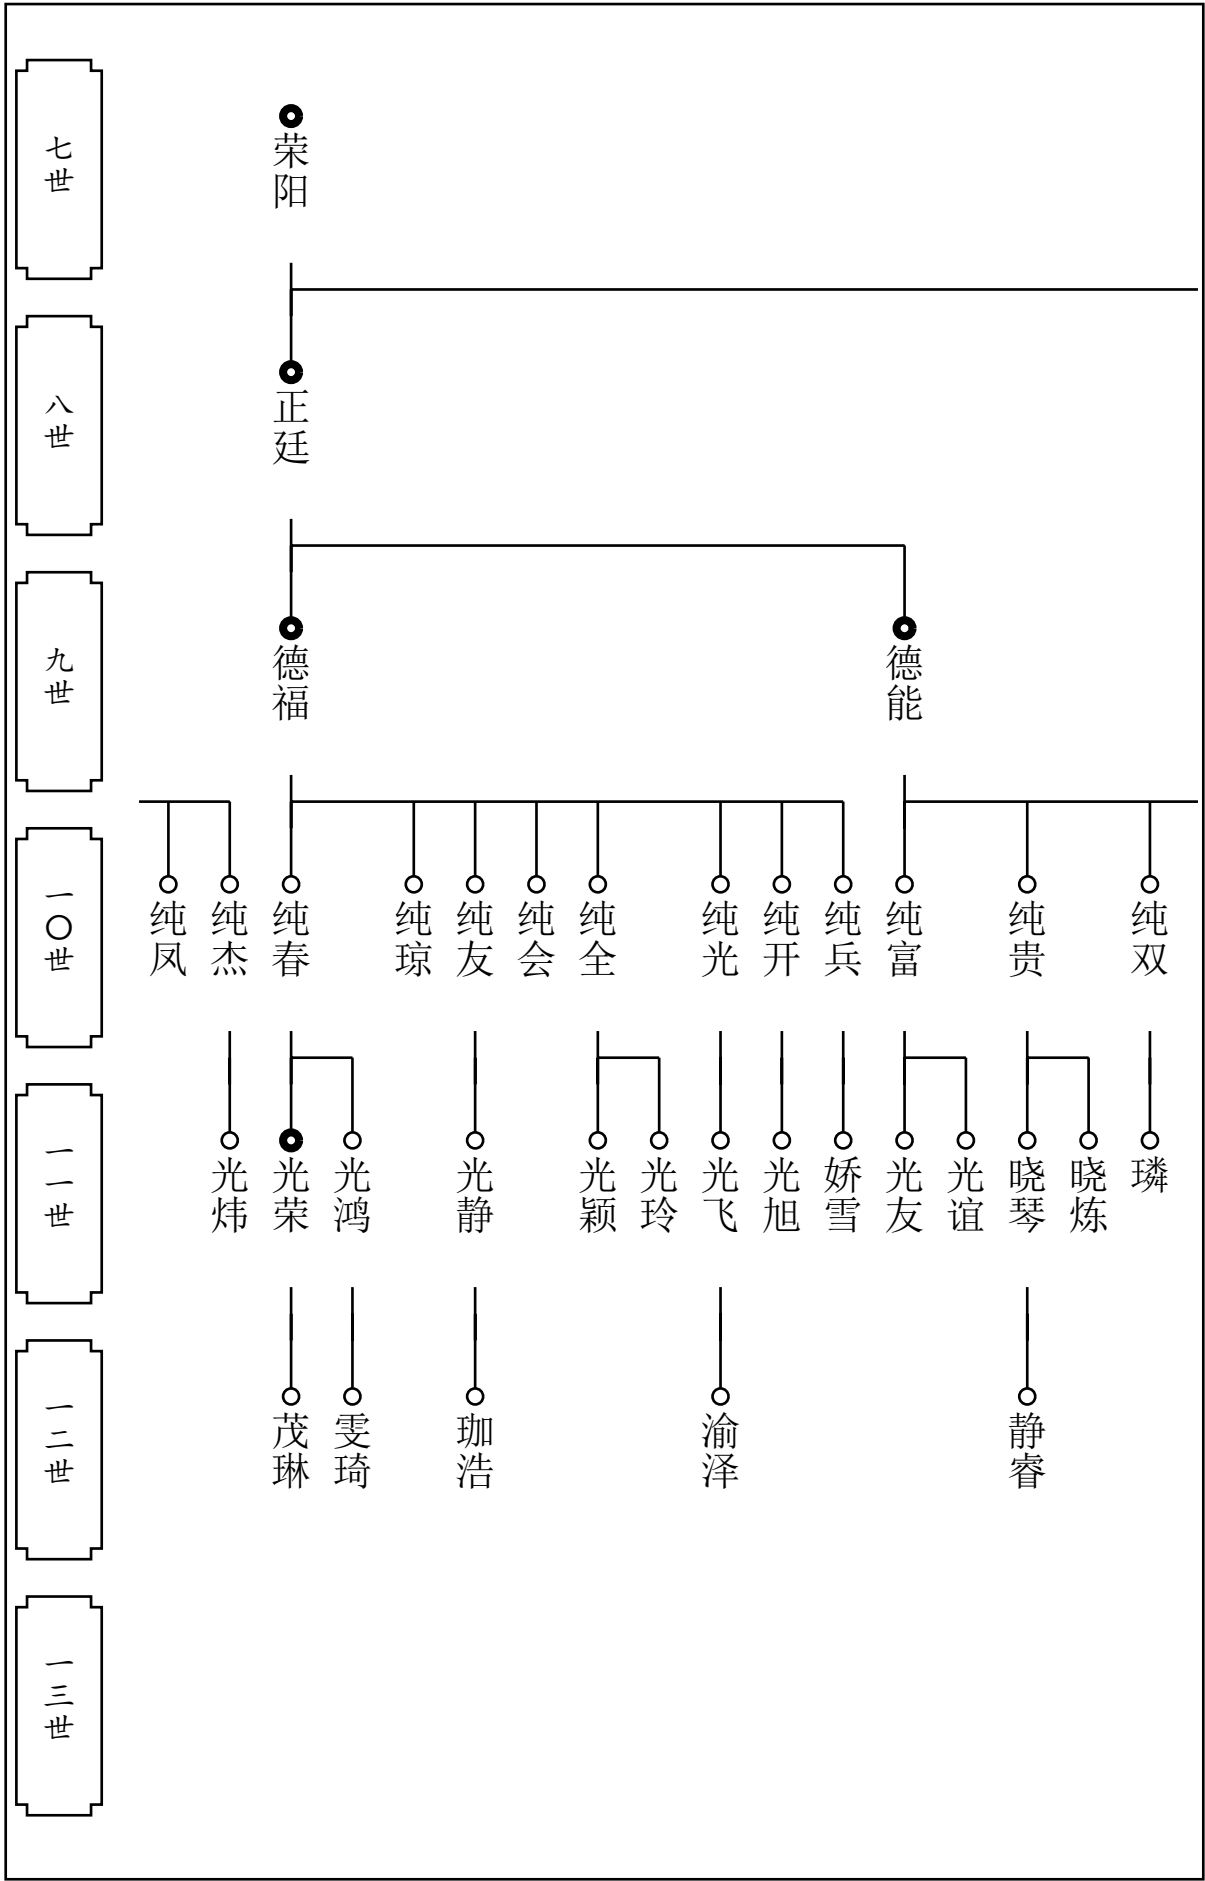 七世
荣阳
八世
正廷
九世
德福
德能
一〇世
纯凤
纯杰
纯春
纯琼
纯友
纯会
纯全
纯光
纯开
纯兵
纯富
纯贵
纯双
一一世
光炜
光荣
光鸿
光静
光颖
光玲
光飞
光旭
娇雪
光友
光谊
晓琴
晓炼
璘
一二世
茂琳
雯琦
珈浩
渝泽
静睿
一三世